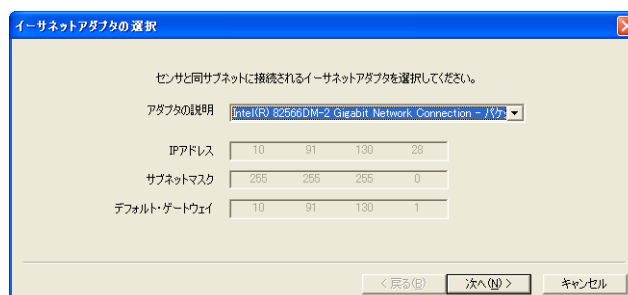 イーサネットアダプタの選択
センサと同サブネットに接続されるイーサネットアダプタを選択してください。
アダプタの説明 Intel(R) 82566DM-2 Gigabit Network Connection - パケ
IPアドレス 10 91 130 28
サブネットマスク 255 255 255 0
デフォルト・ゲートウェイ 10 91 130 1
< 戻る(B) 次へ(N) > キャンセル